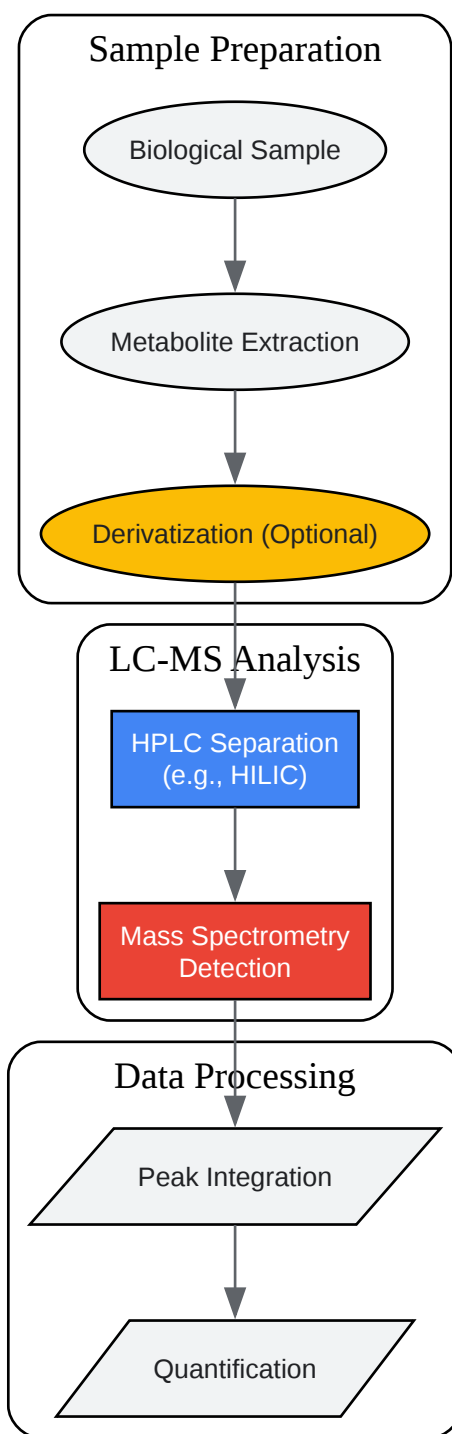 Sample Preparation
Biological Sample
Metabolite Extraction
Derivatization (Optional)
LC-MS Analysis
HPLC Separation
(e.g., HILIC)
Mass Spectrometry
Detection
Data Processing
Peak Integration
Quantification